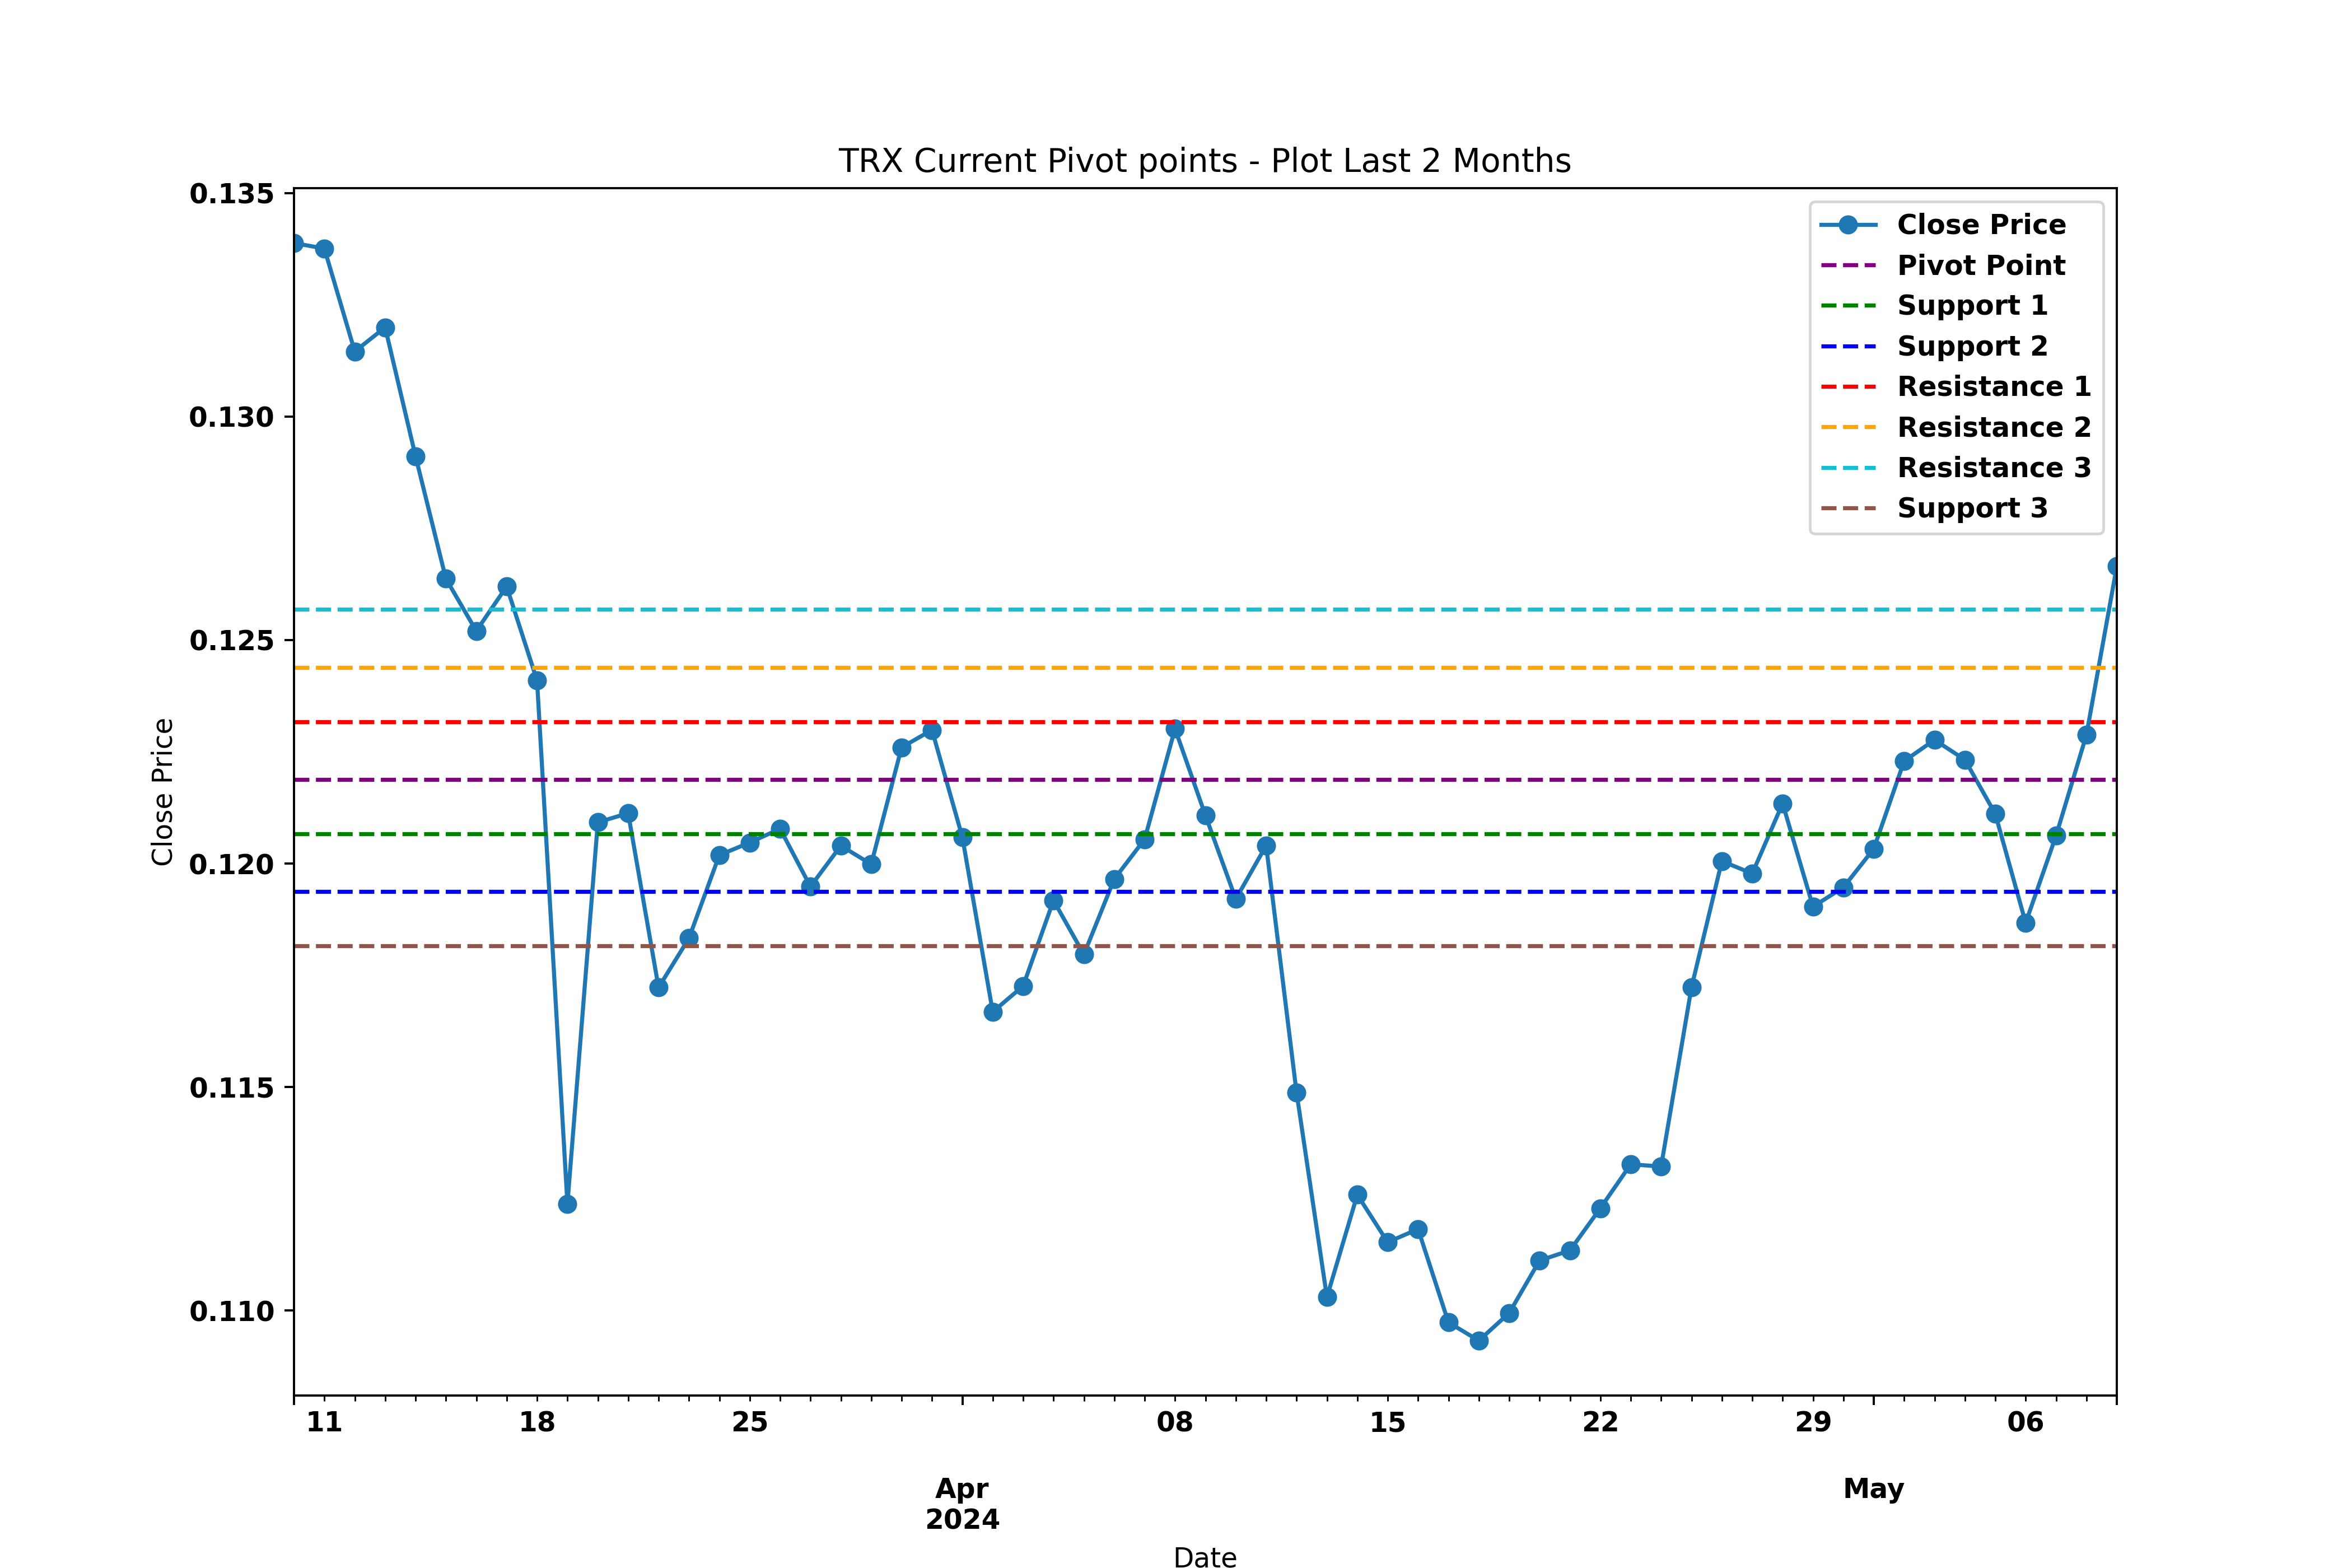 TRX Current Pivot points - Plot Last 2 Months
0.135
0.130
0.125
0.120
0.115
0.110
Close Price
Close Price
Pivot Point
Support 1
Support 2
Resistance 1
Resistance 2
Resistance 3
Support 3
11 18 25 08 15 22 29 06
Apr May
2024
Date